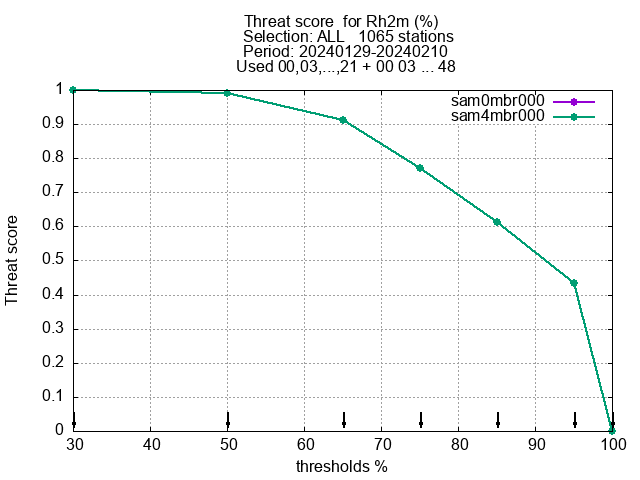 Threat score  for Rh2m (%)
Selection: ALL   1065 stations
Period: 20240129-20240210
Used 00,03,...,21 + 00 03 ... 48
sam0mbr000
sam4mbr000
1
0.9
0.8
0.7
0.6
0.5
0.4
0.3
0.2
0.1
0
Threat score
30 40 50 60 70 80 90 100
thresholds %